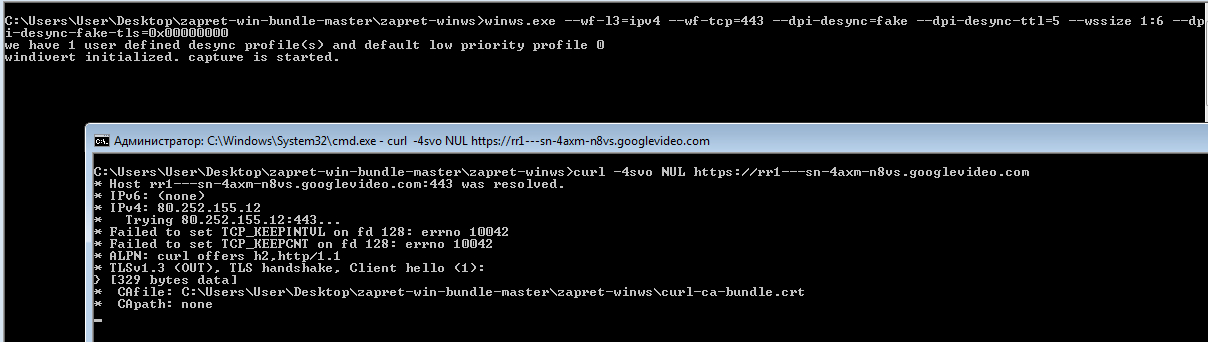 C:\Users\User\Desktop\zapret-win-bundle-master\zapret-winws>winws.exe --wf-l3=ipv4 --wf-tcp=443 --dpi-desync=fake --dpi-desync-ttl=5 --wssize 1:6 --dp
i-desync-fake-tls=0x00000000
we have 1 user defined desync profile(s) and default low priority profile 0
windivert initialized. capture is started.
Администратор: C:\Windows\System32\cmd.exe - curl  -4svo NUL https://rr1---sn-4axm-n8vs.googlevideo.com
C:\Users\User\Desktop\zapret-win-bundle-master\zapret-winws>curl -4svo NUL https://rr1---sn-4axm-n8vs.googlevideo.com
* Host rr1---sn-4axm-n8vs.googlevideo.com:443 was resolved.
* IPv6: (none)
* IPv4: 80.252.155.12
*   Trying 80.252.155.12:443...
* Failed to set TCP_KEEPINTVL on fd 128: errno 10042
* Failed to set TCP_KEEPCNT on fd 128: errno 10042
* ALPN: curl offers h2,http/1.1
* TLSv1.3 (OUT), TLS handshake, Client hello (1):
} [329 bytes data]
*  CAfile: C:\Users\User\Desktop\zapret-win-bundle-master\zapret-winws\curl-ca-bundle.crt
*  CApath: none